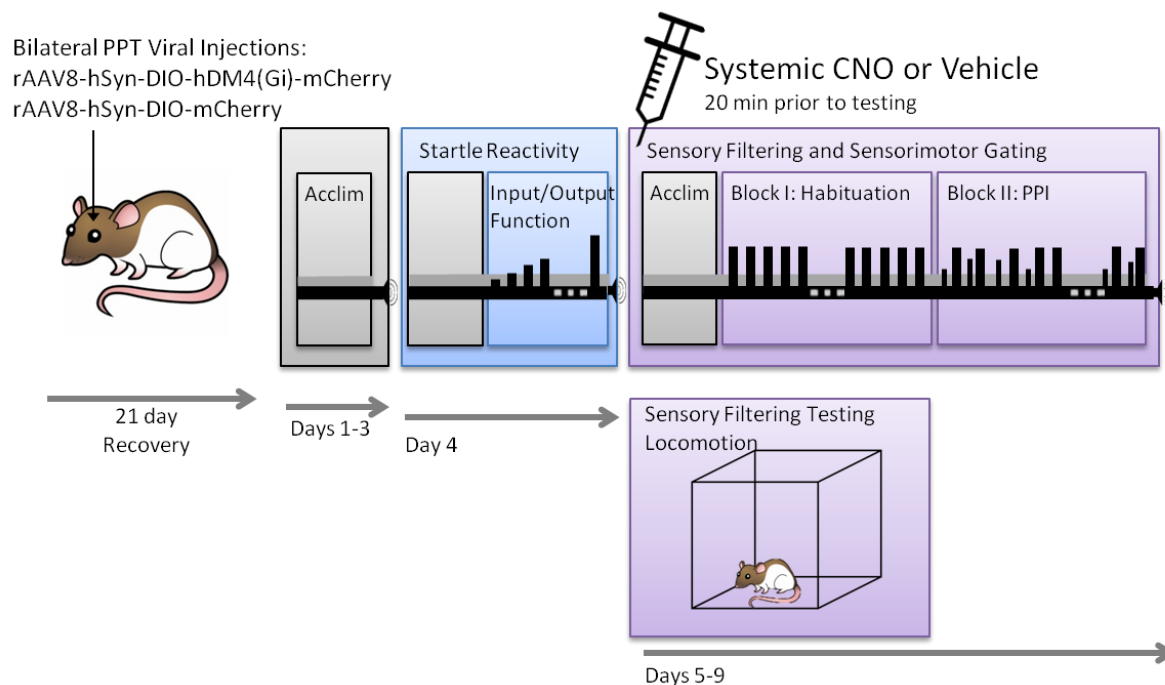 Bilateral PPT Viral Injections:
rAAV8-hSyn-DIO-hDM4(Gi)-mCherry
rAAV8-hSyn-DIO-mCherry
Systemic CNO or Vehicle
20 min prior to testing
Acclim
Startle Reactivity
Input/Output
Function
Sensory Filtering and Sensorimotor Gating
Acclim
Block I: Habituation
Block II: PPI
21 day
Recovery
Days 1-3
Day 4
Sensory Filtering Testing
Locomotion
Days 5-9